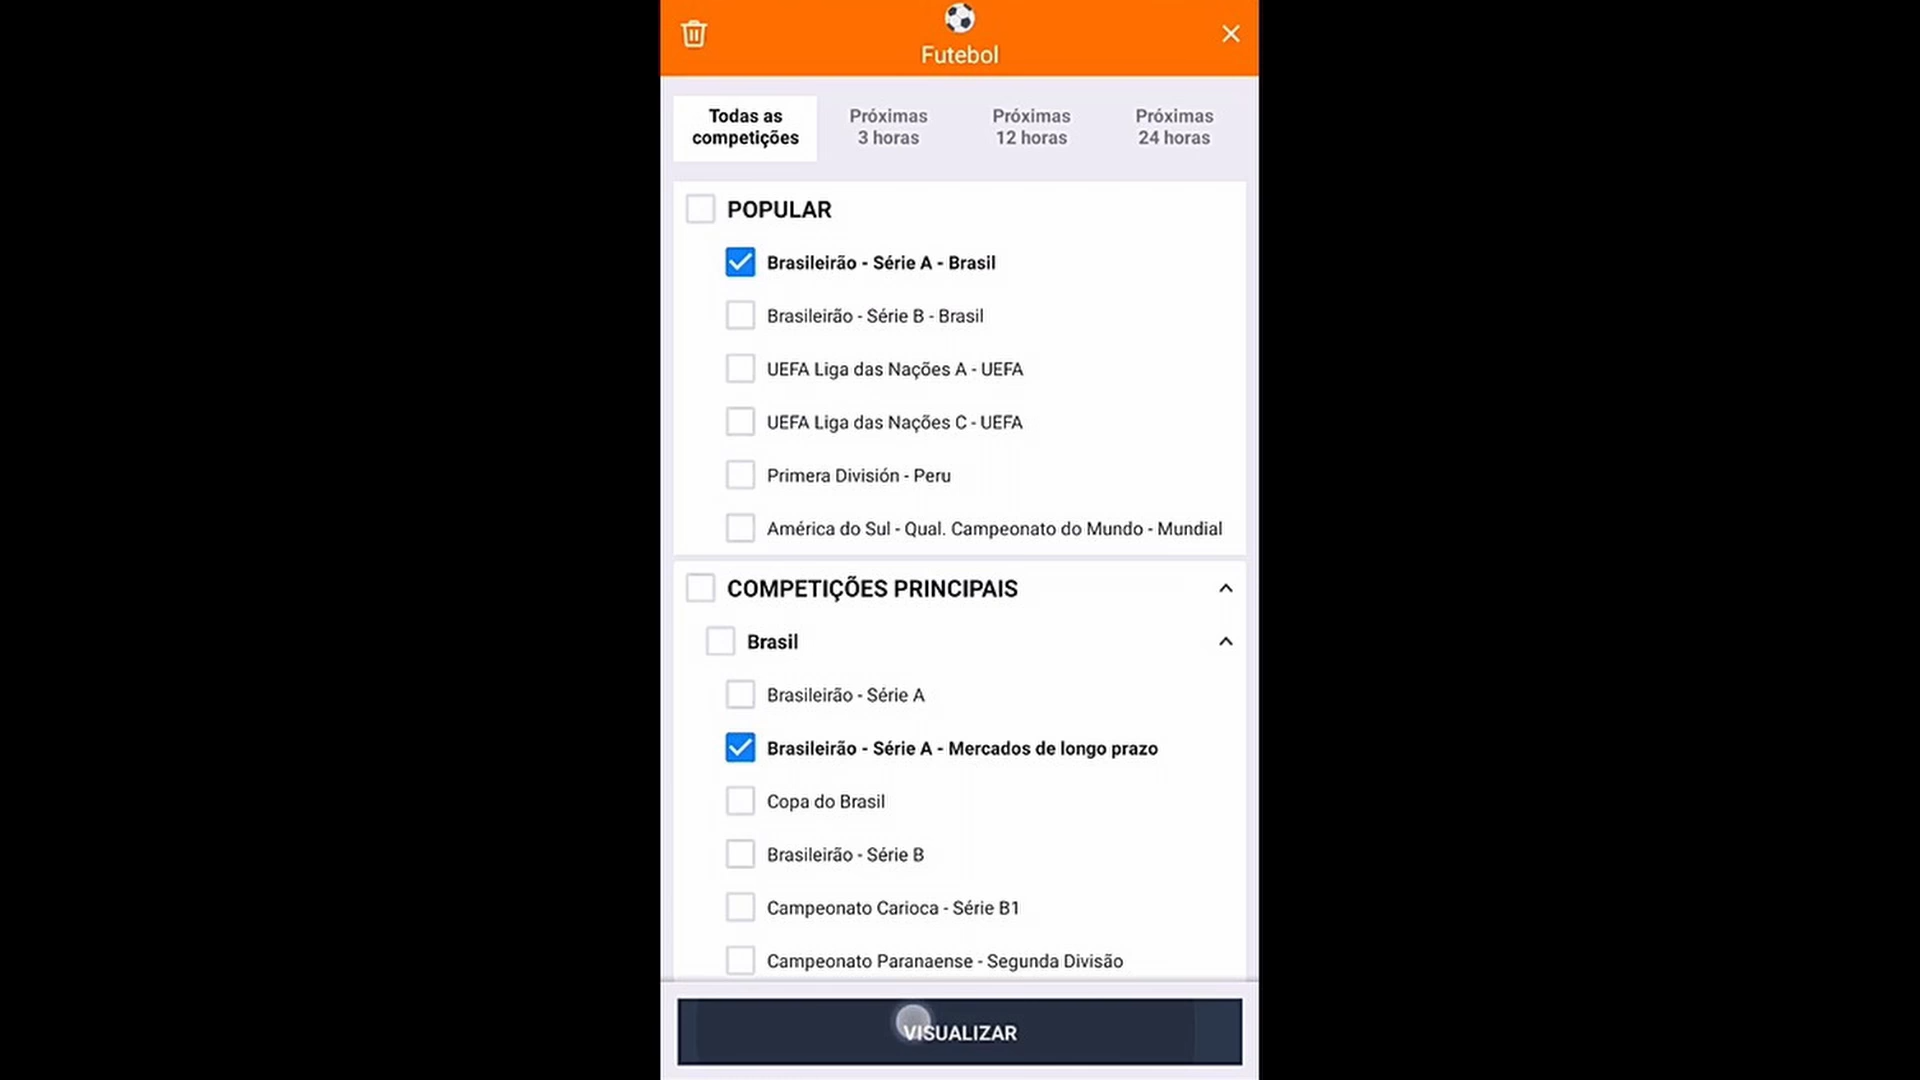 Futebol
Todas as
competições
Próximas
3 horas
Próximas
12 horas
Próximas
24 horas
POPULAR
Brasileirão - Série A - Brasil
Brasileirão - Série B - Brasil
UEFA Liga das Nações A - UEFA
UEFA Liga das Nações C - UEFA
Primera División - Peru
América do Sul - Qual. Campeonato do Mundo - Mundial
COMPETIÇÕES PRINCIPAIS
Brasil
Brasileirão - Série A
Brasileirão - Série A - Mercados de longo prazo
Copa do Brasil
Brasileirão - Série B
Campeonato Carioca - Série B1
Campeonato Paranaense - Segunda Divisão
VISUALIZAR